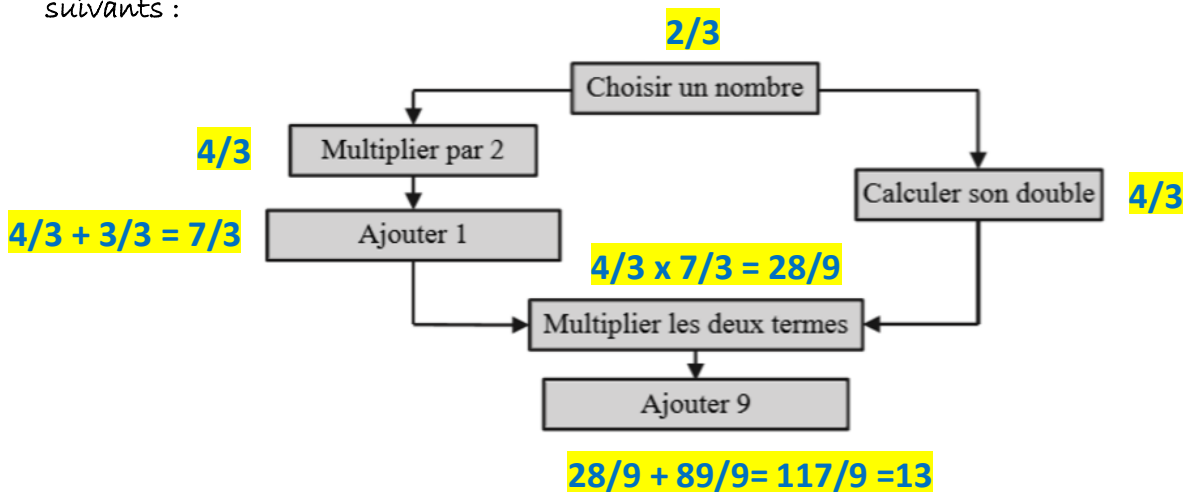 suivants :
2/3
Choisir un nombre
4/3
Multiplier par 2
Calculer son double
4/3
4/3 + 3/3 = 7/3
Ajouter 1
4/3 x 7/3 = 28/9
Multiplier les deux termes
Ajouter 9
28/9 + 89/9= 117/9 =13